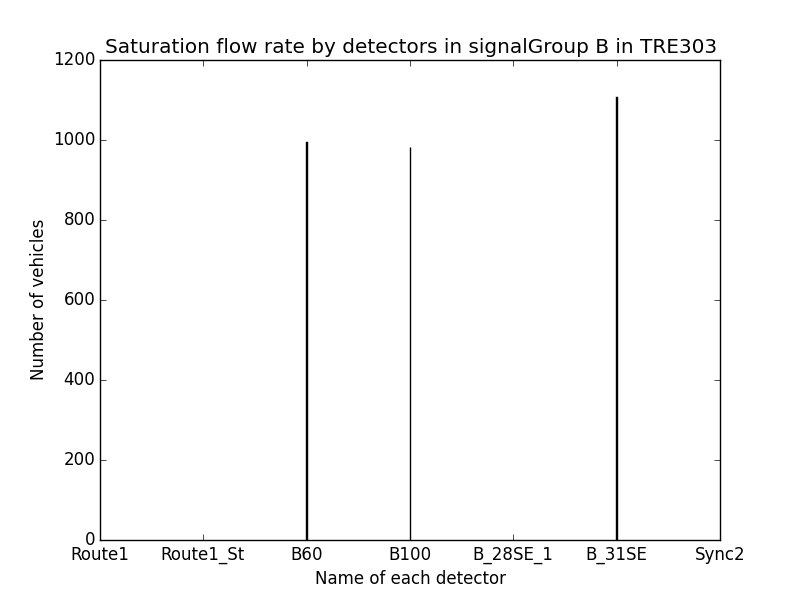 Saturation flow rate by detectors in signalGroup B in TRE303
1200
1000
800
600
400
200
0
Number of vehicles
Route1 Route1_St B60 B100 B_28SE_1 B_31SE Sync2
Name of each detector